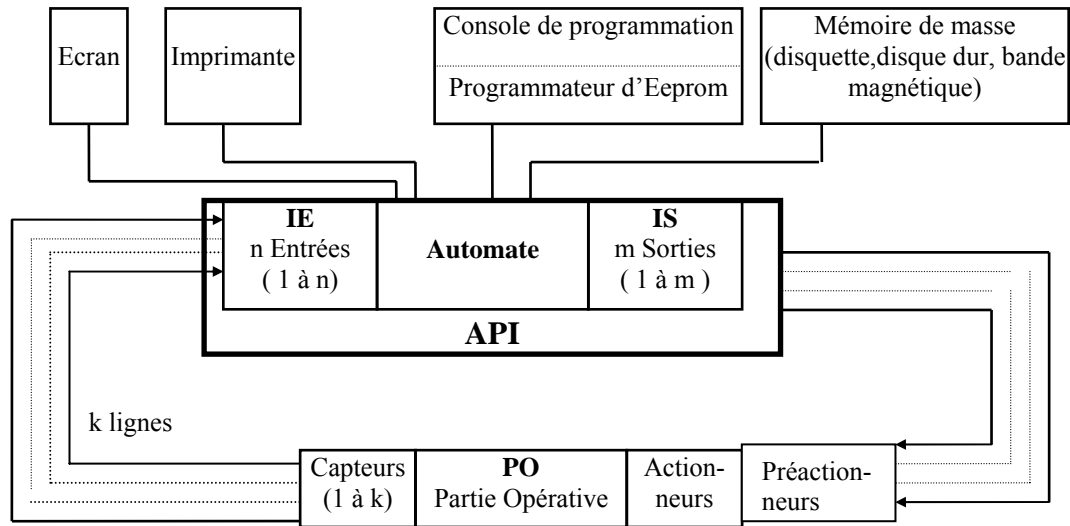 Ecran
Imprimante
Console de programmation
Programmateur d’Eeprom
Mémoire de masse
(disquette,disque dur, bande
magnétique)
IE
n Entrées
( 1 à n)
Automate
IS
m Sorties
( 1 à m )
API
k lignes
Capteurs
(1 à k)
PO
Partie Opérative
Action-
neurs
Préaction-
neurs